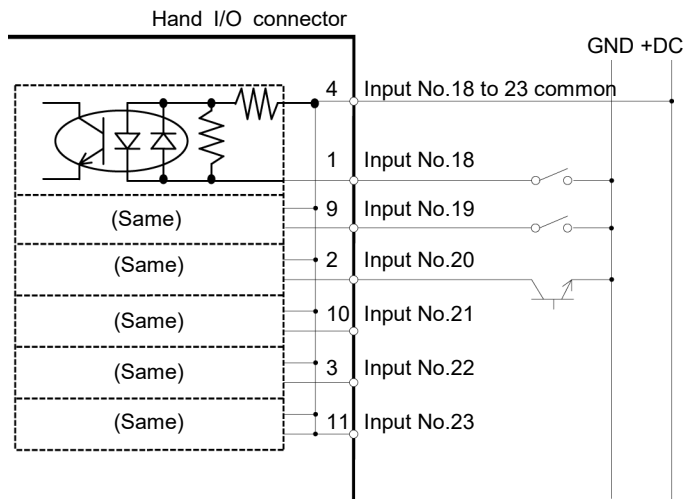 Hand I/O connector
GND +DC
4 Input No.18 to 23 common
1 Input No.18
(Same) 9 Input No.19
(Same) 2 Input No.20
(Same) 10 Input No.21
(Same) 3 Input No.22
(Same) 11 Input No.23